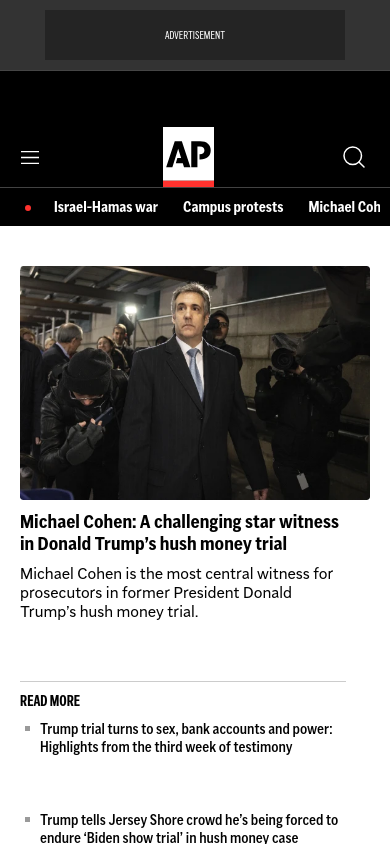 ADVERTISEMENT
AP
Israel-Hamas war Campus protests Michael Coh
Michael Cohen: A challenging star witness
in Donald Trump’s hush money trial
Michael Cohen is the most central witness for
prosecutors in former President Donald
Trump’s hush money trial.
READ MORE
Trump trial turns to sex, bank accounts and power:
Highlights from the third week of testimony
Trump tells Jersey Shore crowd he’s being forced to
endure ‘Biden show trial’ in hush money case